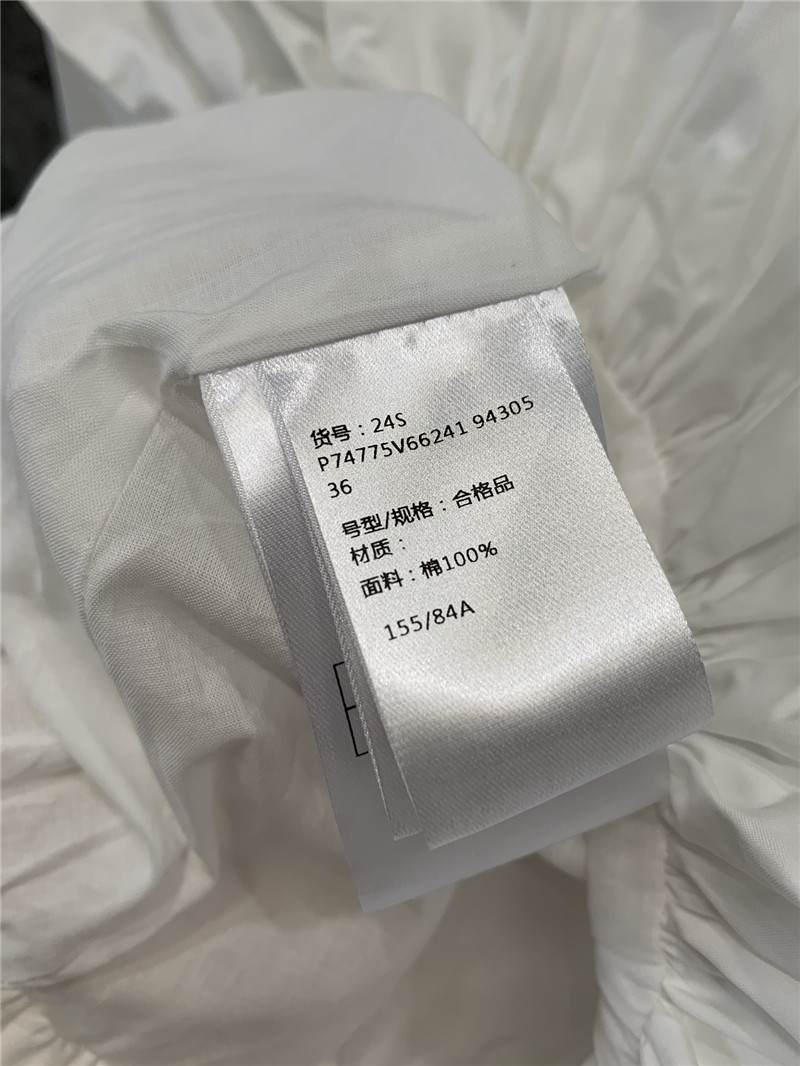 货号：24S
P74775V66241 94305
36
号型/规格：合格品
材质：
面料：棉100%
155/84A